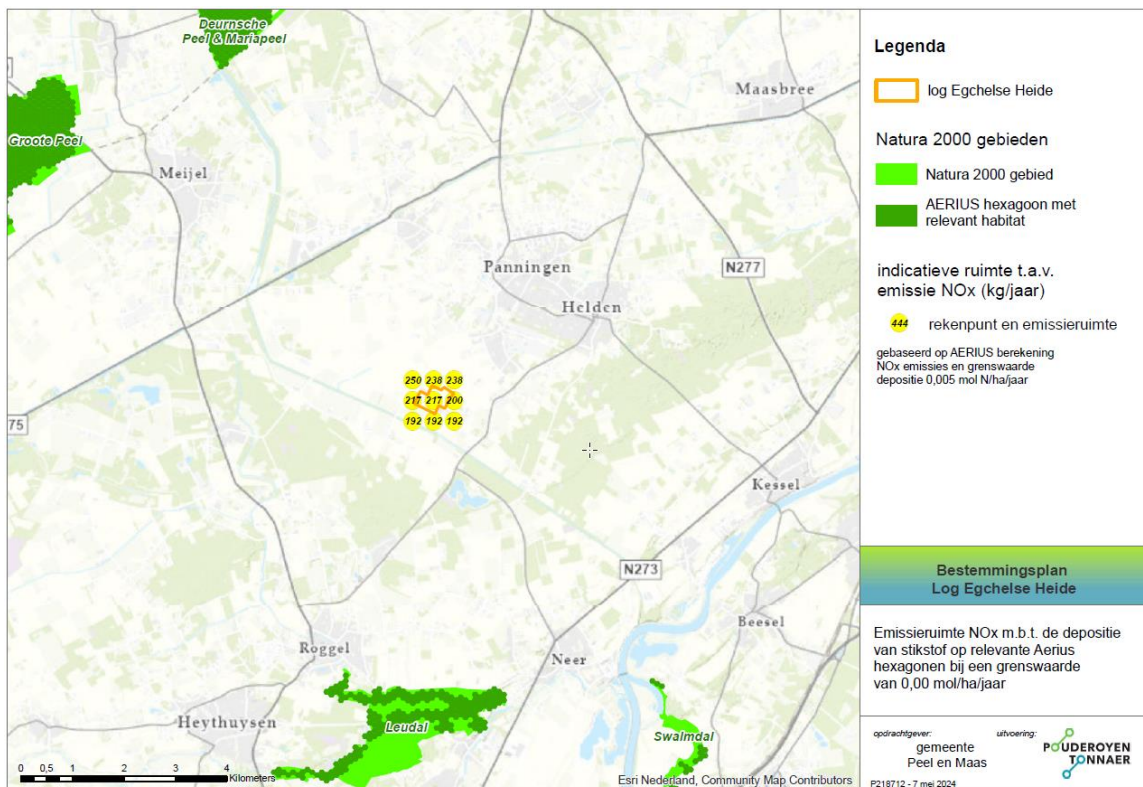 Deurnsche
Peel & Mariapeel
Groote Peel
Meijel
Maasbree
Panningen
N277
Helden
250 238 238
217 217 200
192 192 192
75
Kessel
N273
Beesel
Roggel
Neer
Heythuysen
Leudal
Swalmdal
0 0,5 1 2 3 4
Kilometers
Esri Nederland, Community Map Contributors
Legenda
log Egchelse Heide
Natura 2000 gebieden
Natura 2000 gebied
AERIUS hexagoon met
relevant habitat
indicatieve ruimte t.a.v.
emissie NOx (kg/jaar)
444 rekenpunt en emissieruimte
gebaseerd op AERIUS berekening
NOx emissies en grenswaarde
depositie 0,005 mol N/ha/jaar
Bestemmingsplan
Log Egchelse Heide
Emissieruimte NOx m.b.t. de depositie
van stikstof op relevante Aerius
hexagonen bij een grenswaarde
van 0,00 mol/ha/jaar
opdrachtgever: uitvoering:
gemeente
Peel en Maas
POUDEROYEN
TONNAER
P218712 - 7 mei 2024